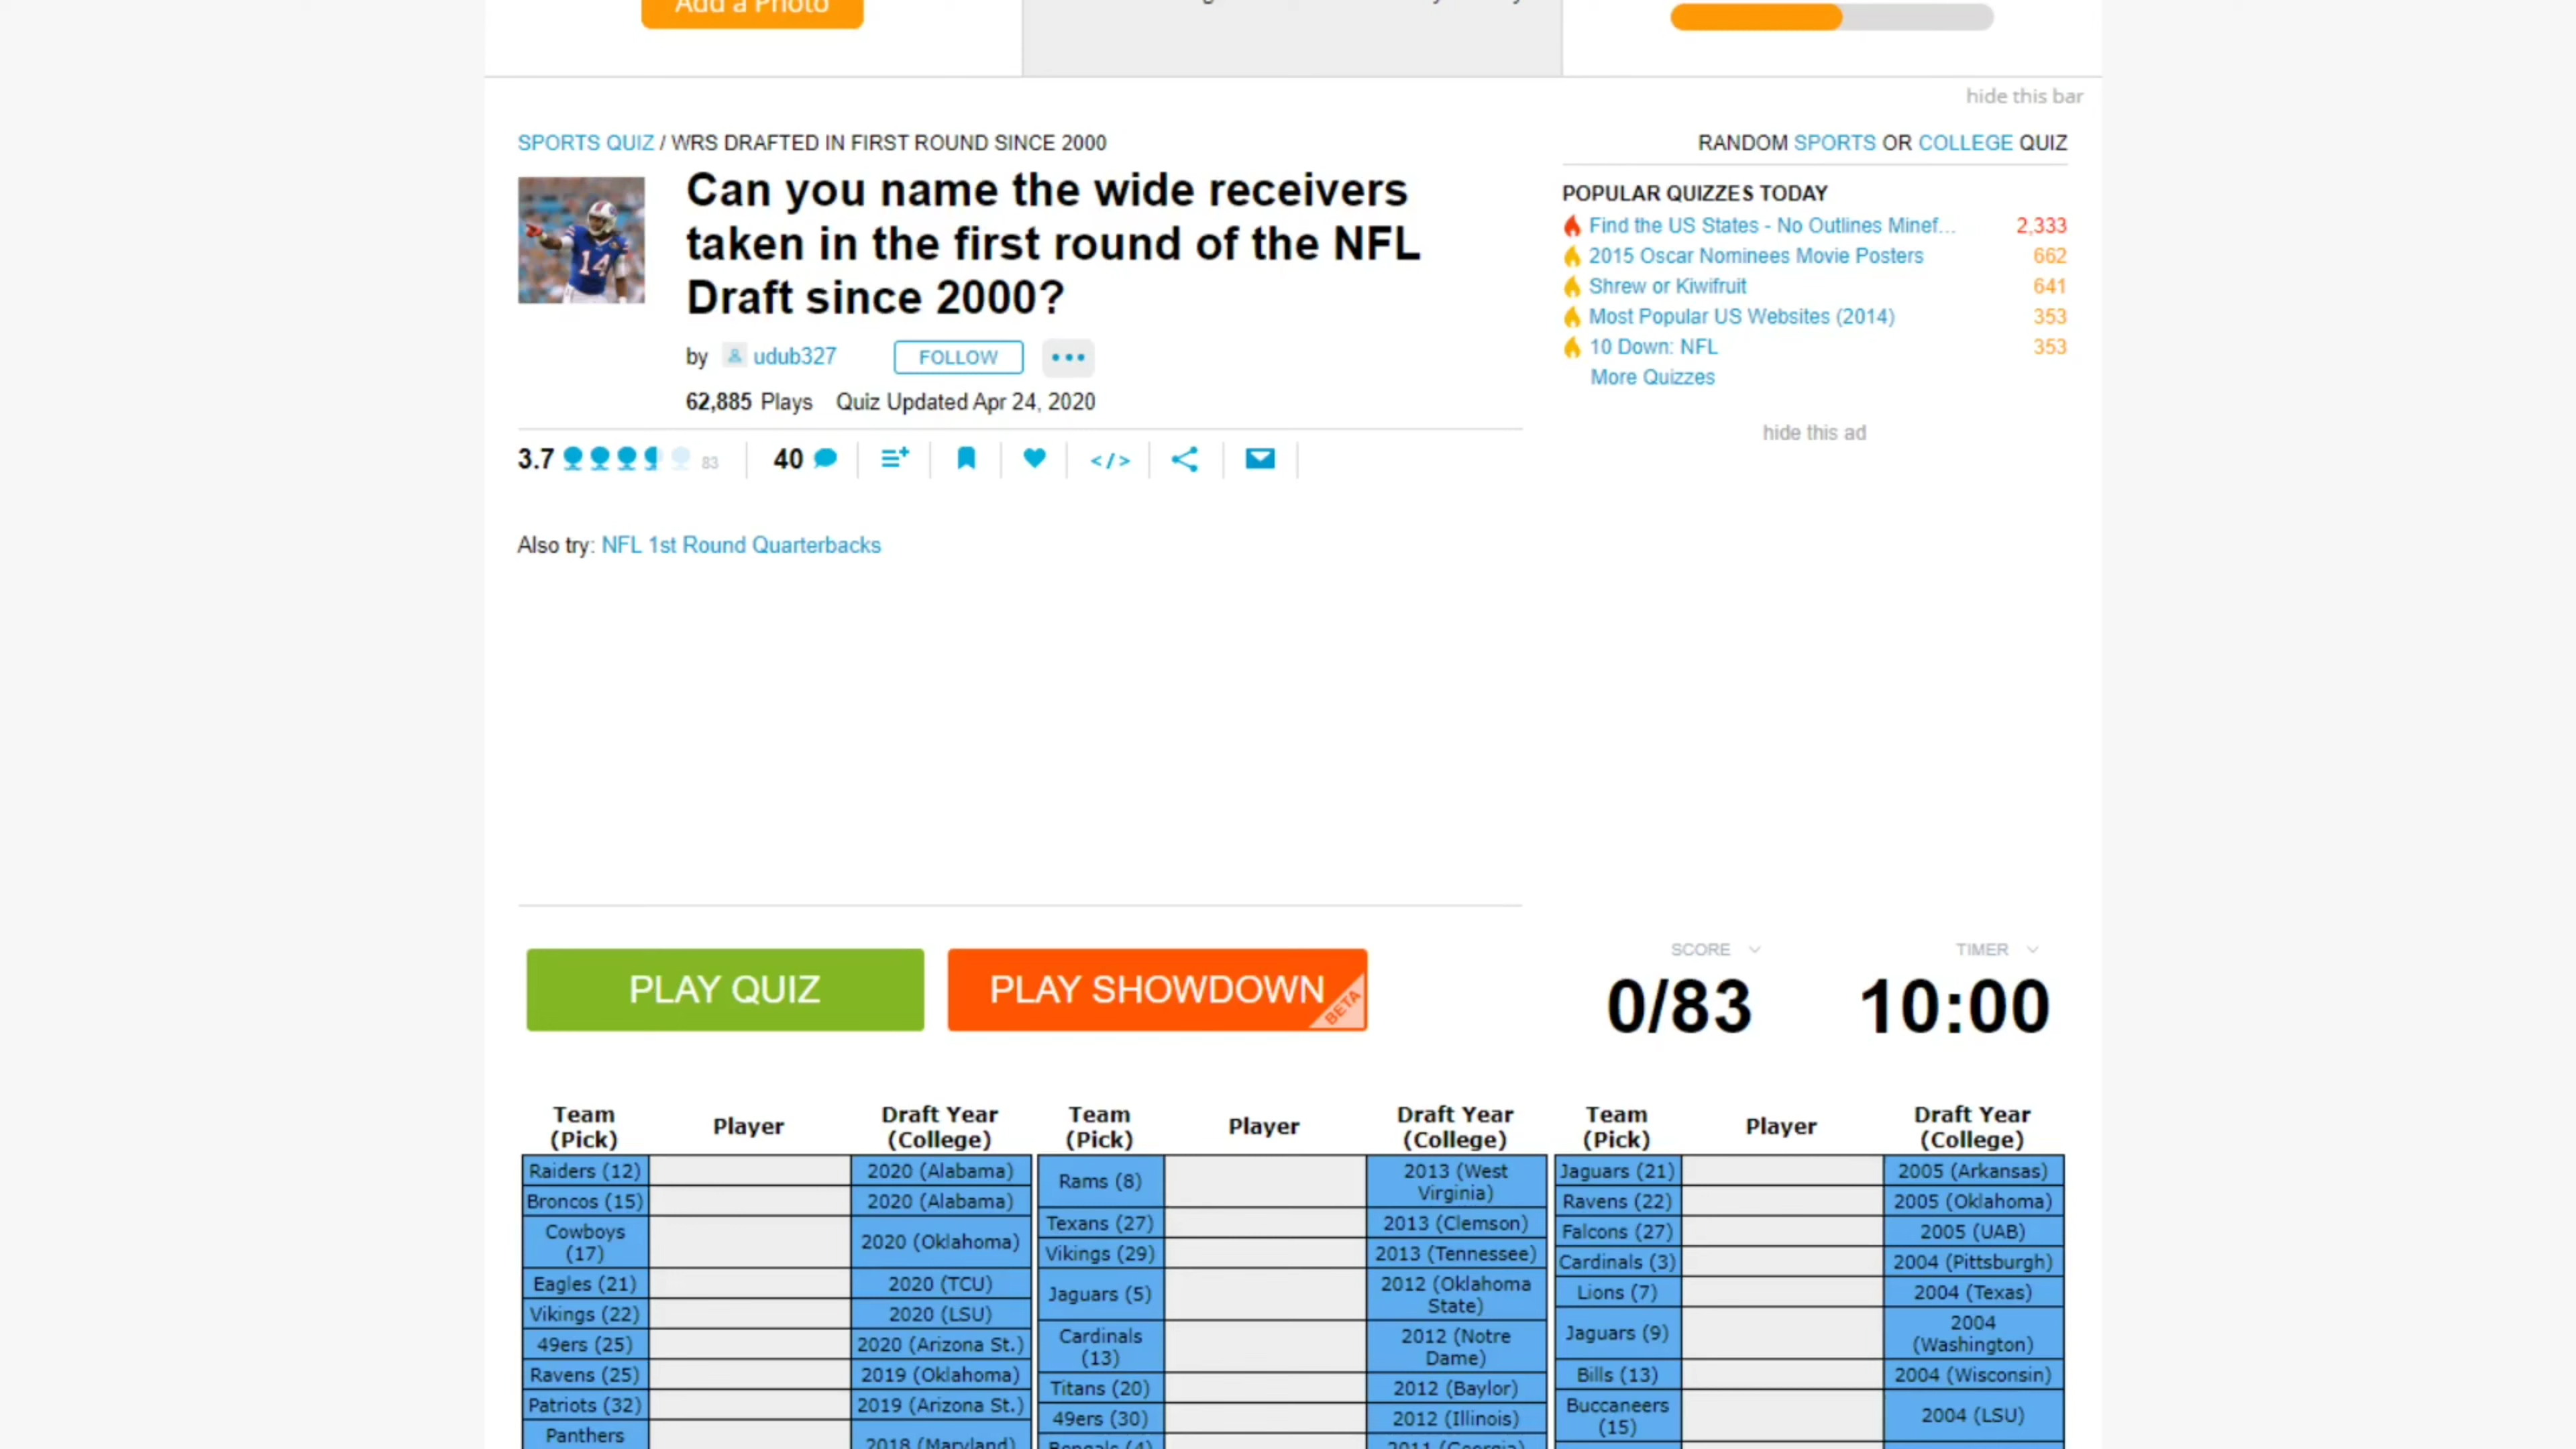 Add a Photo
hide this bar
SPORTS QUIZ / WRS DRAFTED IN FIRST ROUND SINCE 2000
Can you name the wide receivers
taken in the first round of the NFL
Draft since 2000?
by udub327 FOLLOW
62,885 Plays Quiz Updated Apr 24, 2020
3.7 83 40 </>
Also try: NFL 1st Round Quarterbacks
RANDOM SPORTS OR COLLEGE QUIZ
POPULAR QUIZZES TODAY
Find the US States - No Outlines Minef... 2,333
2015 Oscar Nominees Movie Posters 662
Shrew or Kiwifruit 641
Most Popular US Websites (2014) 353
10 Down: NFL 353
More Quizzes
hide this ad
PLAY QUIZ
PLAY SHOWDOWN
BETA
SCORE
0/83
TIMER
10:00
Team (Pick) Player Draft Year (College)
Raiders (12) 2020 (Alabama)
Broncos (15) 2020 (Alabama)
Cowboys (17) 2020 (Oklahoma)
Eagles (21) 2020 (TCU)
Vikings (22) 2020 (LSU)
49ers (25) 2020 (Arizona St.)
Ravens (25) 2019 (Oklahoma)
Patriots (32) 2019 (Arizona St.)
Panthers 2018 (Maryland)
Team (Pick) Player Draft Year (College)
Rams (8) 2013 (West Virginia)
Texans (27) 2013 (Clemson)
Vikings (29) 2013 (Tennessee)
Jaguars (5) 2012 (Oklahoma State)
Cardinals (13) 2012 (Notre Dame)
Titans (20) 2012 (Baylor)
49ers (30) 2012 (Illinois)
Bengals (4) 2011 (Georgia)
Team (Pick) Player Draft Year (College)
Jaguars (21) 2005 (Arkansas)
Ravens (22) 2005 (Oklahoma)
Falcons (27) 2005 (UAB)
Cardinals (3) 2004 (Pittsburgh)
Lions (7) 2004 (Texas)
Jaguars (9) 2004 (Washington)
Bills (13) 2004 (Wisconsin)
Buccaneers (15) 2004 (LSU)